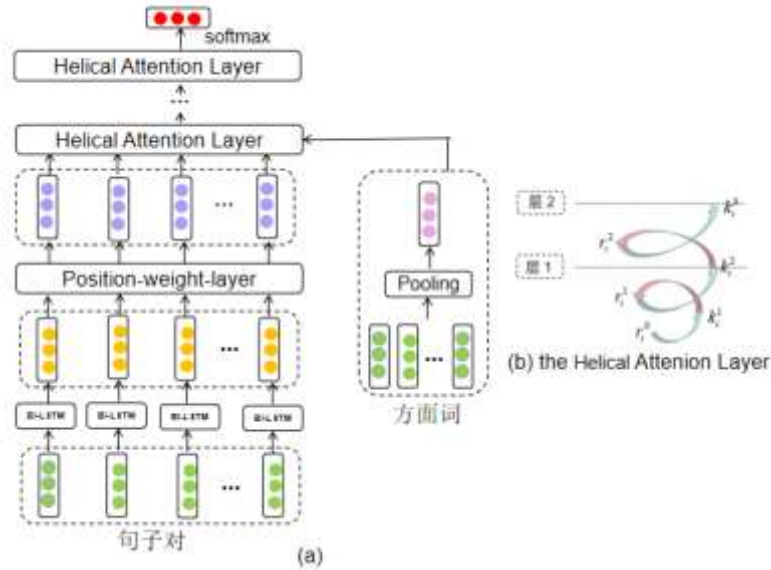 softmax
Helical Attention Layer
...
Helical Attention Layer
...
Position-weight-layer
...
BI-LSTM BI-LSTM BI-LSTM BI-LSTM
...
句子对
(a)
Pooling
...
方面词
层 2
层 1
(b) the Helical Attenion Layer